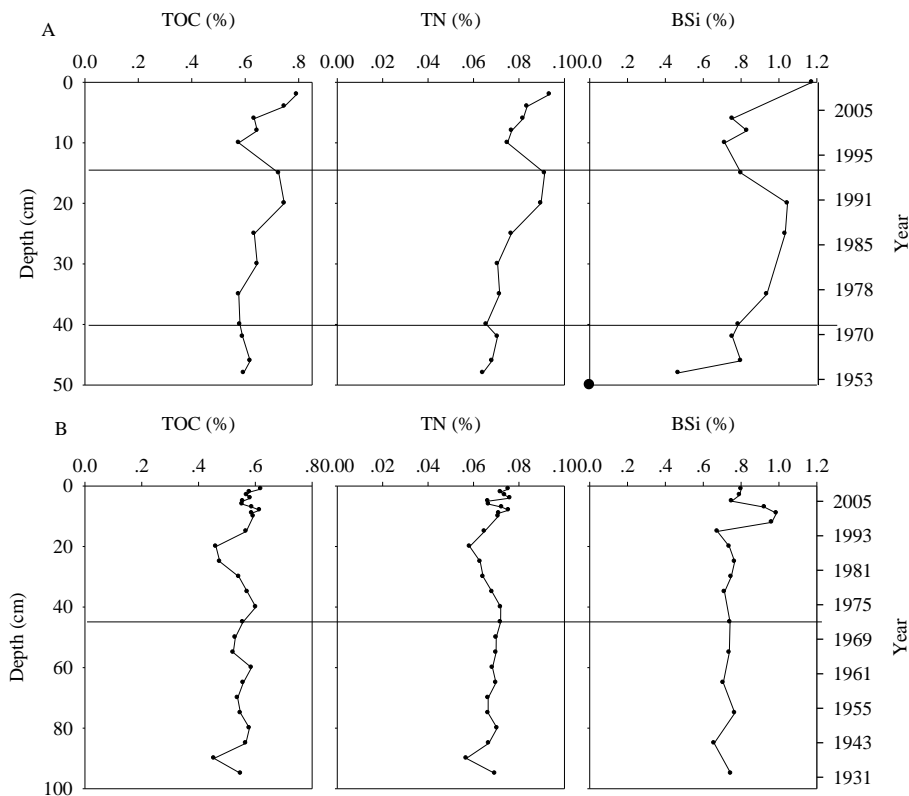 A
TOC (%) TN (%) BSi (%)
0.0 .2 .4 .6 .8 0.00 .02 .04 .06 .08 .100 0.0 .2 .4 .6 .8 1.0 1.2
0
10
20
30
40
50
Depth (cm)
2005
1995
1991
1985
1978
1970
1953
Year
B
TOC (%) TN (%) BSi (%)
0.0 .2 .4 .6 .80 0.00 .02 .04 .06 .08 .100 0.0 .2 .4 .6 .8 1.0 1.2
0
20
40
60
80
100
Depth (cm)
2005
1993
1981
1975
1969
1961
1955
1943
1931
Year